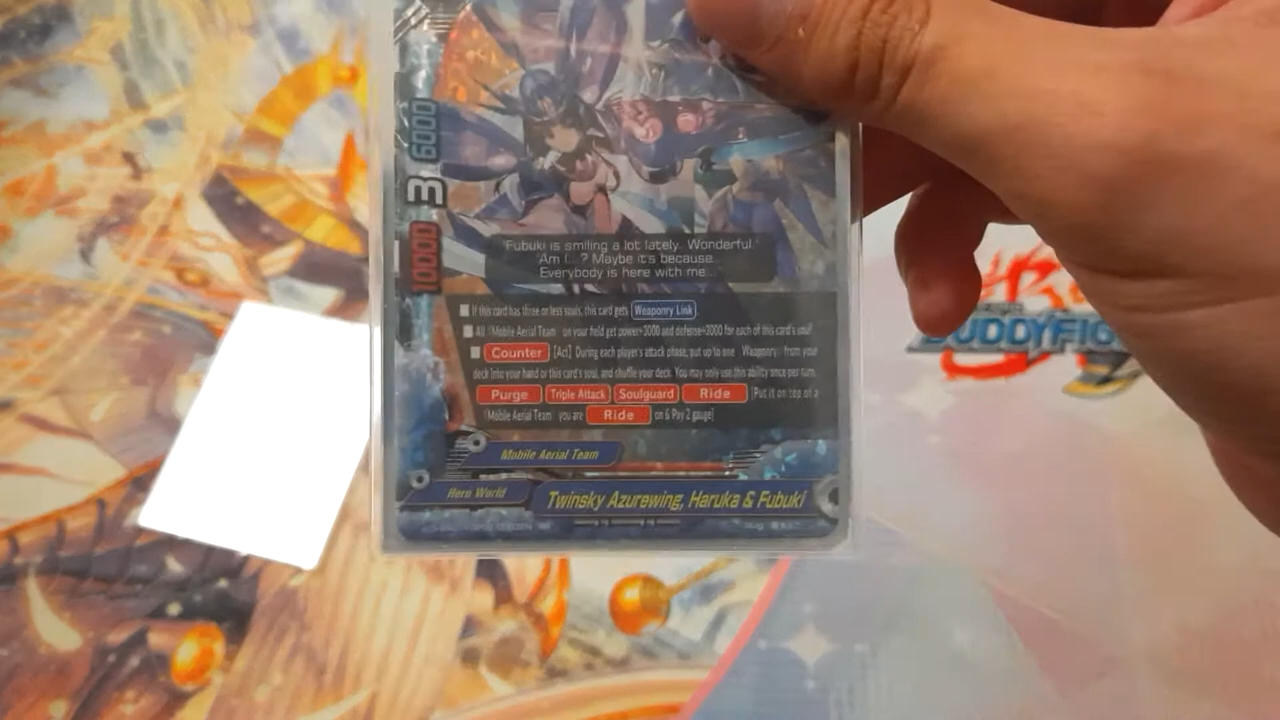 6000
3
10000
"Fubuki is smiling a lot lately. Wonderful."
"Am I...? Maybe it's because...
Everybody is here with me..."
■ If this card has three or less souls, this card gets Weaponry Link
■ All 《Mobile Aerial Team》 on your field get power+3000 and defense+3000 for each of this card's soul!
■ Counter [Act] During each player's attack phase, put up to one 《Weaponry》 from your
deck into your hand or this card's soul, and shuffle your deck. You may only use this ability once per turn.
Purge Triple Attack Soulguard Ride [Put it on top of a
《Mobile Aerial Team》 you are Ride on & Pay 2 gauge]
Mobile Aerial Team
Hero World
Twinsky Azurewing, Haruka & Fubuki
BUDDYFIG